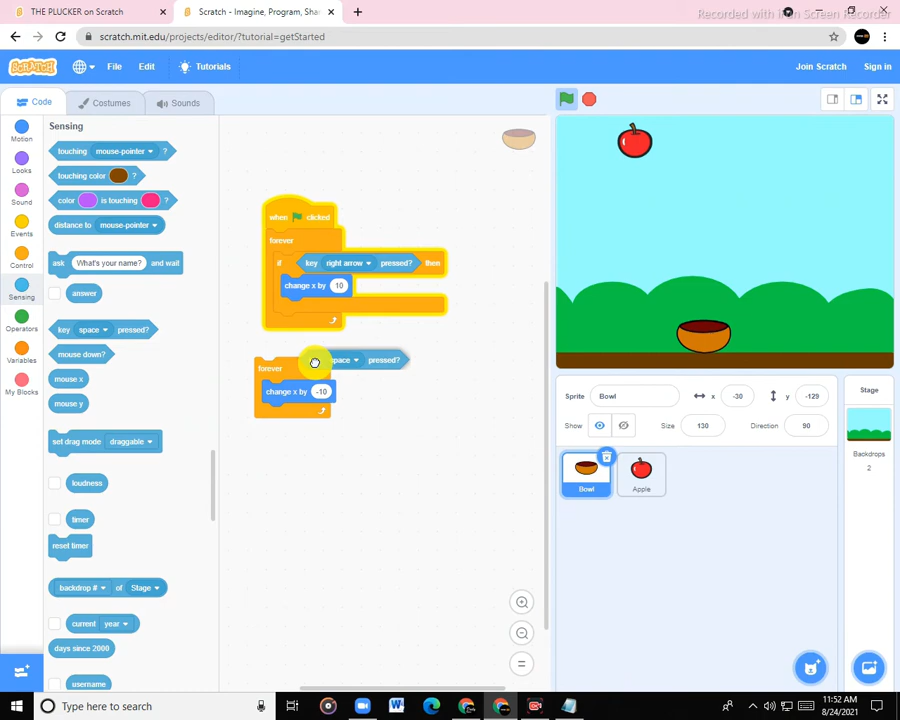 THE PLUCKER on Scratch
Scratch - Imagine, Program, Sha
Recorded with Iron Screen Recorder
scratch.mit.edu/projects/editor/?tutorial=getStarted
SCRATCH
File
Edit
Tutorials
Join Scratch
Sign in
Code
Costumes
Sounds
Motion
Looks
Sound
Events
Control
Sensing
Operators
Variables
My Blocks
Sensing
touching mouse-pointer ?
touching color ?
color is touching ?
distance to mouse-pointer
ask What's your name? and wait
answer
key space pressed?
mouse down?
mouse x
mouse y
set drag mode draggable
loudness
timer
reset timer
backdrop # of Stage
current year
days since 2000
username
when clicked
forever
if key right arrow pressed? then
change x by 10
forever
space pressed?
change x by -10
Sprite
Bowl
x
-30
y
-129
Show
Size
130
Direction
90
Bowl
Apple
Stage
Backdrops
2
Type here to search
11:52 AM
8/24/2021